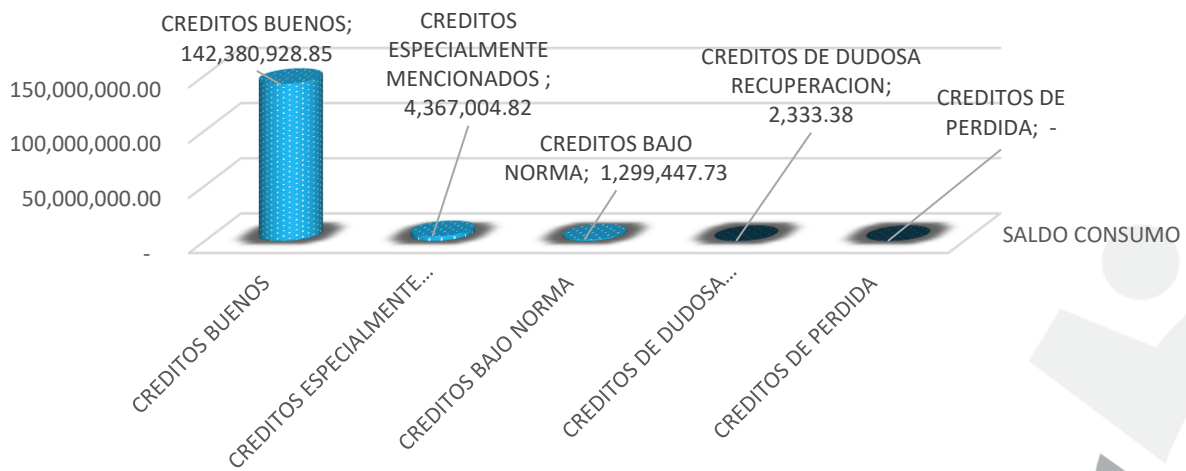 CREDITOS BUENOS;
142,380,928.85
CREDITOS
ESPECIALMENTE
MENCIONADOS ;
4,367,004.82
CREDITOS BAJO
NORMA; 1,299,447.73
CREDITOS DE DUDOSA
RECUPERACION;
2,333.38
CREDITOS DE
PERDIDA; -
150,000,000.00
100,000,000.00
50,000,000.00
-
SALDO CONSUMO
CREDITOS BUENOS
CREDITOS ESPECIALMENTE...
CREDITOS BAJO NORMA
CREDITOS DE DUDOSA...
CREDITOS DE PERDIDA